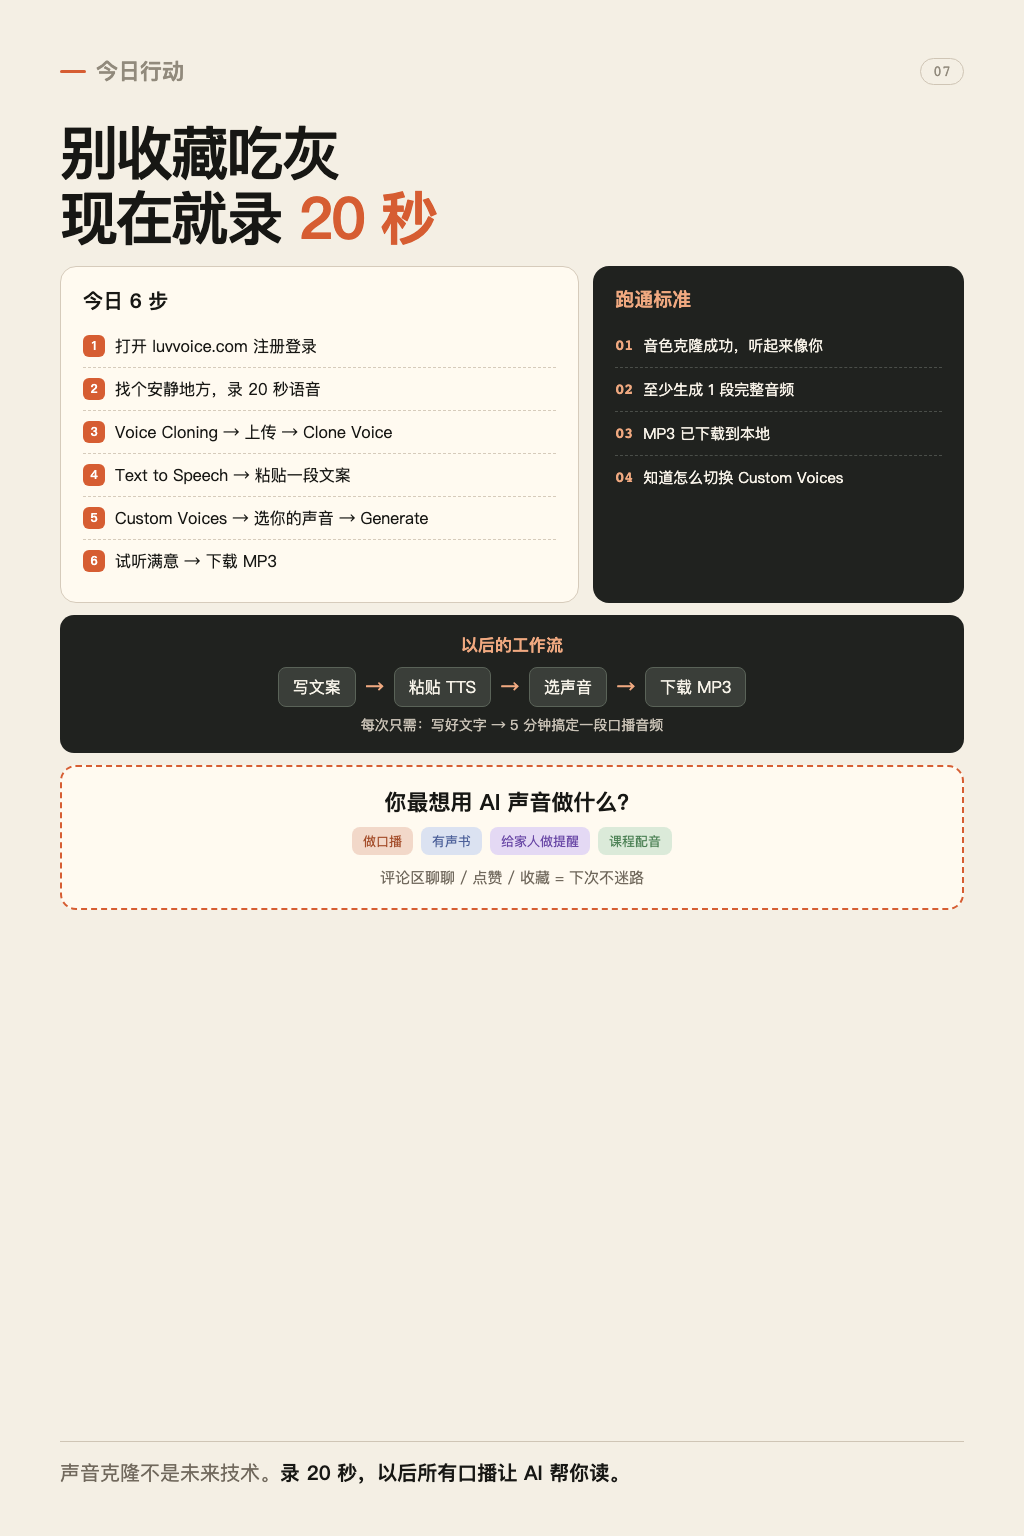 今日行动
07
别收藏吃灰
现在就录 20 秒
今日 6 步
1 打开 luvvoice.com 注册登录
2 找个安静地方，录 20 秒语音
3 Voice Cloning → 上传 → Clone Voice
4 Text to Speech → 粘贴一段文案
5 Custom Voices → 选你的声音 → Generate
6 试听满意 → 下载 MP3
跑通标准
01 音色克隆成功，听起来像你
02 至少生成 1 段完整音频
03 MP3 已下载到本地
04 知道怎么切换 Custom Voices
以后的工作流
写文案 → 粘贴 TTS → 选声音 → 下载 MP3
每次只需：写好文字 → 5 分钟搞定一段口播音频
你最想用 AI 声音做什么？
做口播 有声书 给家人做提醒 课程配音
评论区聊聊 / 点赞 / 收藏 = 下次不迷路
声音克隆不是未来技术。录 20 秒，以后所有口播让 AI 帮你读。